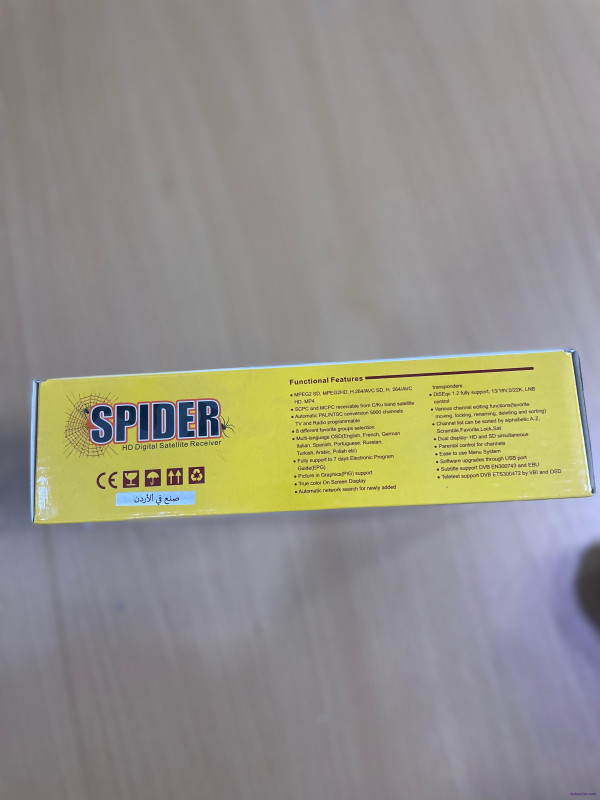 SPIDER
HD Digital Satellite Receiver
CE
صنع في الأردن
Functional Features
● MPEG2 SD, MPEG2HD, H.264/AVC SD, H. 264/AVC
HD, MP4
● SCPC and MCPC receivable from C/Ku band satellite
● Automatic PAL/NTSC conversion 5000 channels
TV and Radio programmable
● 8 different favorite groups selection
● Multi-language OSD(English, French, German
Italian, Spanish, Portuguese, Russian,
Turkish, Arabic, Polish etc)
● Fully support to 7 days Electronic Program
Guide(EPG)
● Picture in Graphics(PIG) support
● True color On Screen Display
● Automatic network search for newly added
transponders
● DiSEqc 1.2 fully support, 13/18V,0/22K, LNB
control
● Various channel editing functions(favorite
moving, locking, renaming, deleting and sorting)
● Channel list can be sorted by alphabetic A-Z,
Scramble,Favorite,Lock,Sat
● Dual display- HD and SD simultaneous
● Parental control for channels
● Ease to use Menu System
● Software upgrades through USB port
● Subtitle support DVB EN300743 and EBU
● Teletext support DVB ETS300472 by VBI and OSD